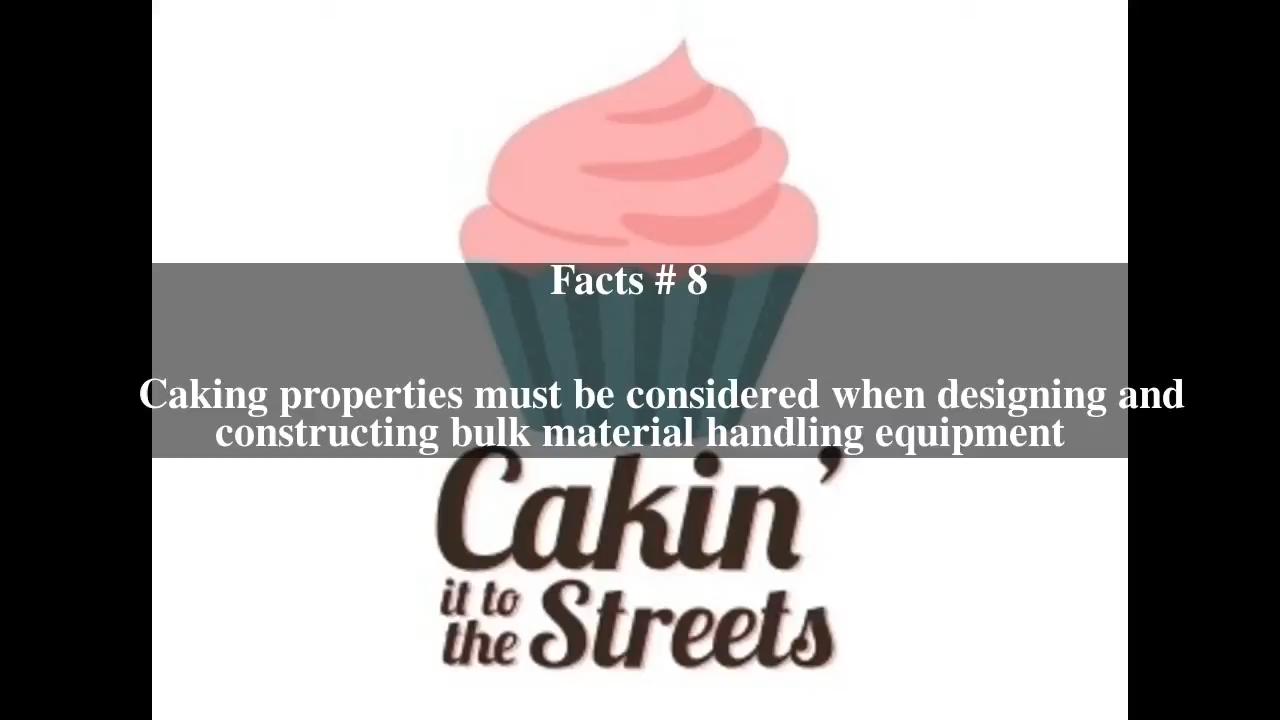 Facts # 8
Caking properties must be considered when designing and
constructing bulk material handling equipment
Cakin'
it to
the Streets